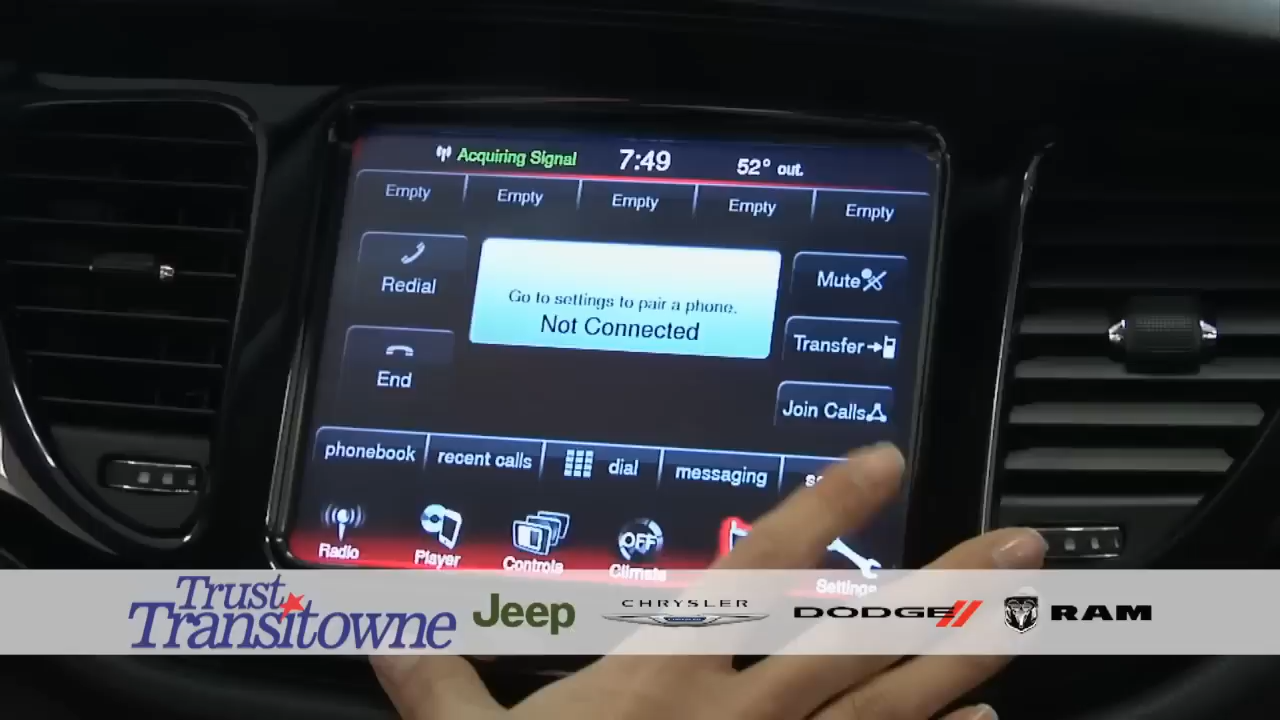 Acquiring Signal 7:49 52° out.
Empty Empty Empty Empty Empty
Redial
Go to settings to pair a phone.
Not Connected
Mute
Transfer
Join Calls
End
phonebook recent calls dial messaging
Radio Player Controls OFF Climate Settings
Trust
Transitowne
Jeep CHRYSLER DODGE RAM